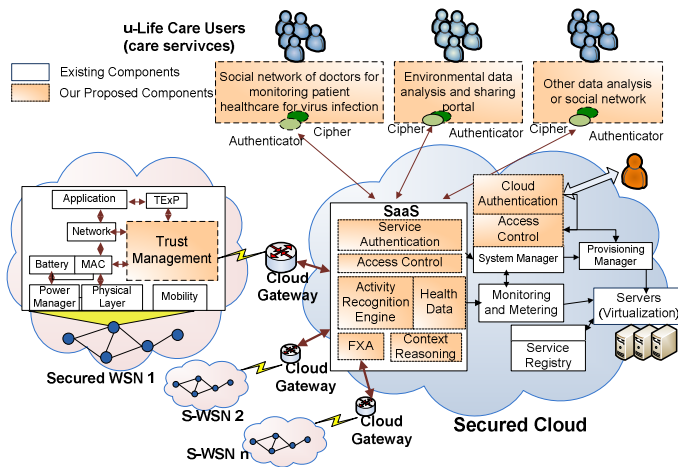 u-Life Care Users
(care servivces)
Existing Components
Our Proposed Components
Social network of doctors for
monitoring patient
healthcare for virus infection
Environmental data
analysis and sharing
portal
Other data analysis
or social network
Cipher
Authenticator
Cipher
Authenticator
Cipher
Authenticator
Application
TExP
Network
Trust
Management
Battery
MAC
Power
Manager
Physical
Layer
Mobility
Secured WSN 1
Cloud
Gateway
S-WSN 2
Cloud
Gateway
S-WSN n
Cloud
Gateway
SaaS
Service
Authentication
Access Control
Activity
Recognition
Engine
Health
Data
FXA
Context
Reasoning
Cloud
Authentication
Access
Control
System Manager
Provisioning
Manager
Monitoring
and Metering
Servers
(Virtualization)
Service
Registry
Secured Cloud